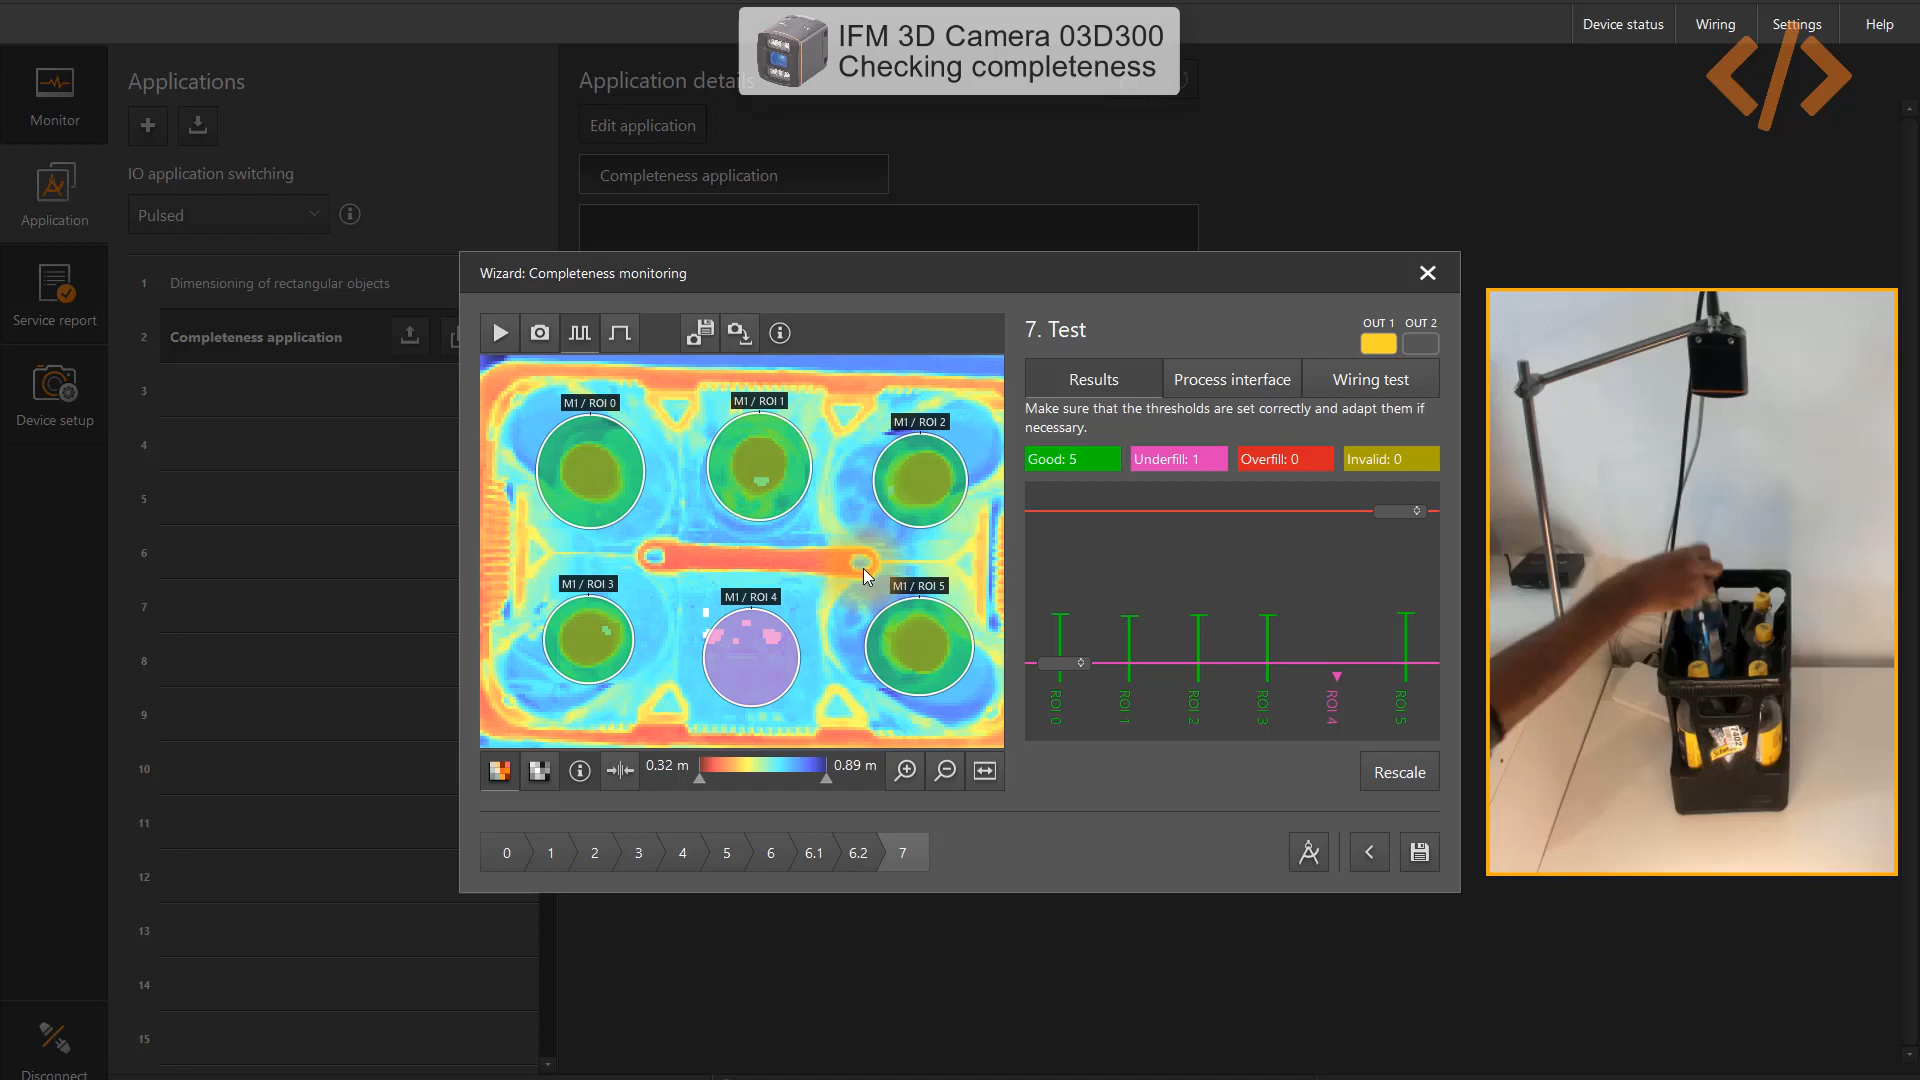 IFM 3D Camera 03D300
Checking completeness
Device status
Wiring
Settings
Help
Monitor
Application
Service report
Device setup
Disconnect
Applications
IO application switching
Pulsed
1 Dimensioning of rectangular objects
2 Completeness application
3
4
5
6
7
8
9
10
11
12
13
14
15
Application details
Edit application
Completeness application
Wizard: Completeness monitoring
M1 / ROI 0
M1 / ROI 1
M1 / ROI 2
M1 / ROI 3
M1 / ROI 4
M1 / ROI 5
0.32 m
0.89 m
7. Test
OUT 1 OUT 2
Results
Process interface
Wiring test
Make sure that the thresholds are set correctly and adapt them if
necessary.
Good: 5
Underfill: 1
Overfill: 0
Invalid: 0
ROI 0
ROI 1
ROI 2
ROI 3
ROI 4
ROI 5
Rescale
0 1 2 3 4 5 6 6.1 6.2 7